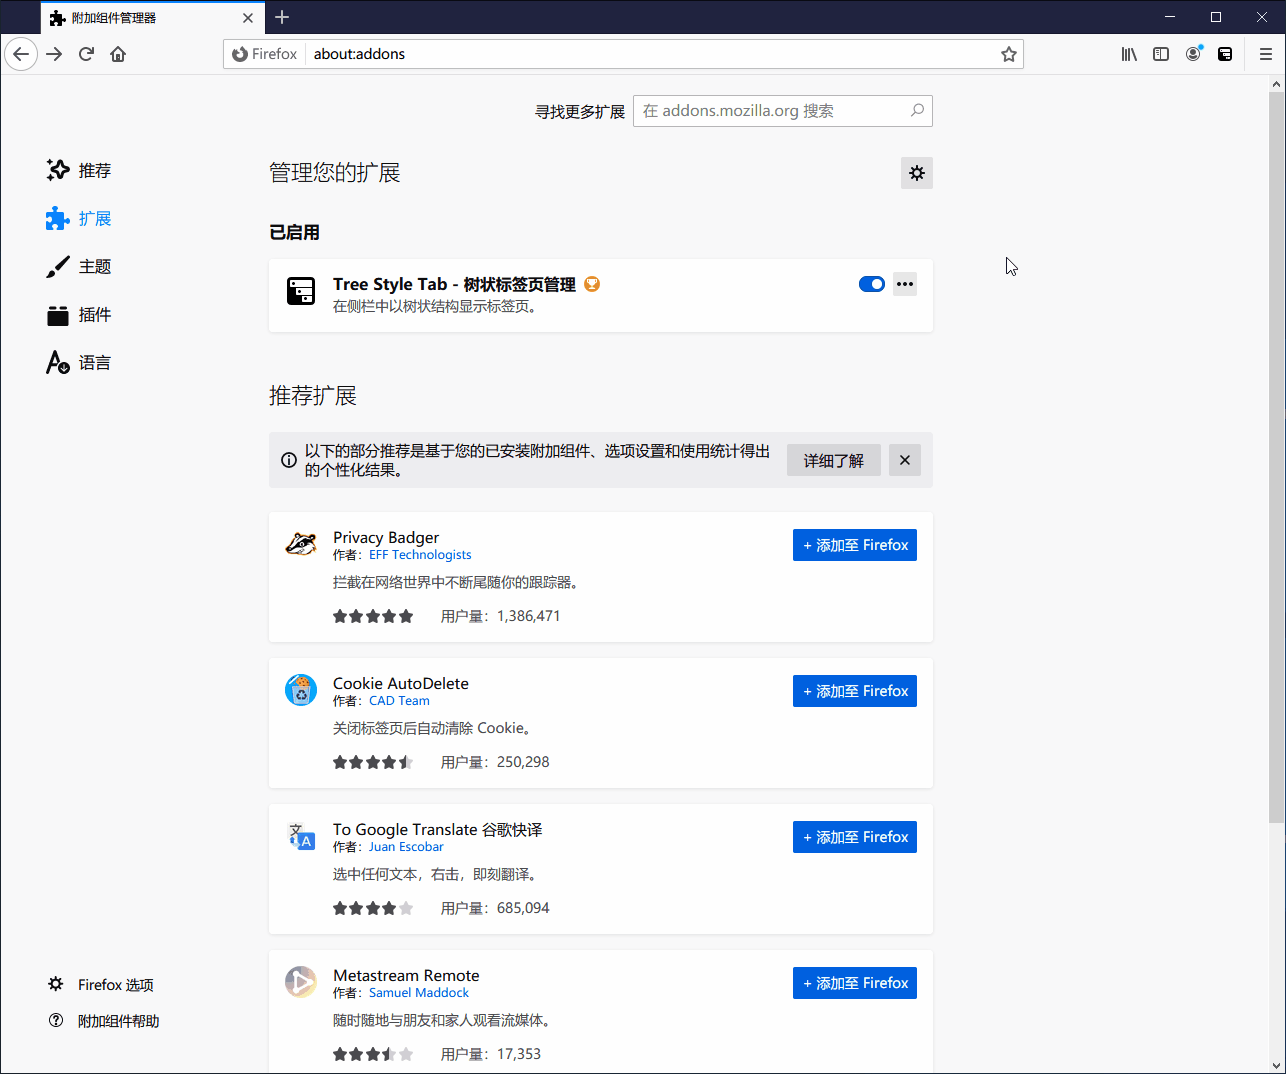 附加组件管理器
Firefox about:addons
寻找更多扩展 在 addons.mozilla.org 搜索
推荐
扩展
主题
插件
语言
管理您的扩展
已启用
Tree Style Tab - 树状标签页管理
在侧栏中以树状结构显示标签页。
推荐扩展
以下的部分推荐是基于您的已安装附加组件、选项设置和使用统计得出
的个性化结果。
详细了解
Privacy Badger
作者：EFF Technologists
拦截在网络世界中不断尾随你的跟踪器。
用户量：1,386,471
+ 添加至 Firefox
Cookie AutoDelete
作者：CAD Team
关闭标签页后自动清除 Cookie。
用户量：250,298
+ 添加至 Firefox
To Google Translate 谷歌快译
作者：Juan Escobar
选中任何文本，右击，即刻翻译。
用户量：685,094
+ 添加至 Firefox
Metastream Remote
作者：Samuel Maddock
随时随地与朋友和家人观看流媒体。
用户量：17,353
+ 添加至 Firefox
Firefox 选项
附加组件帮助